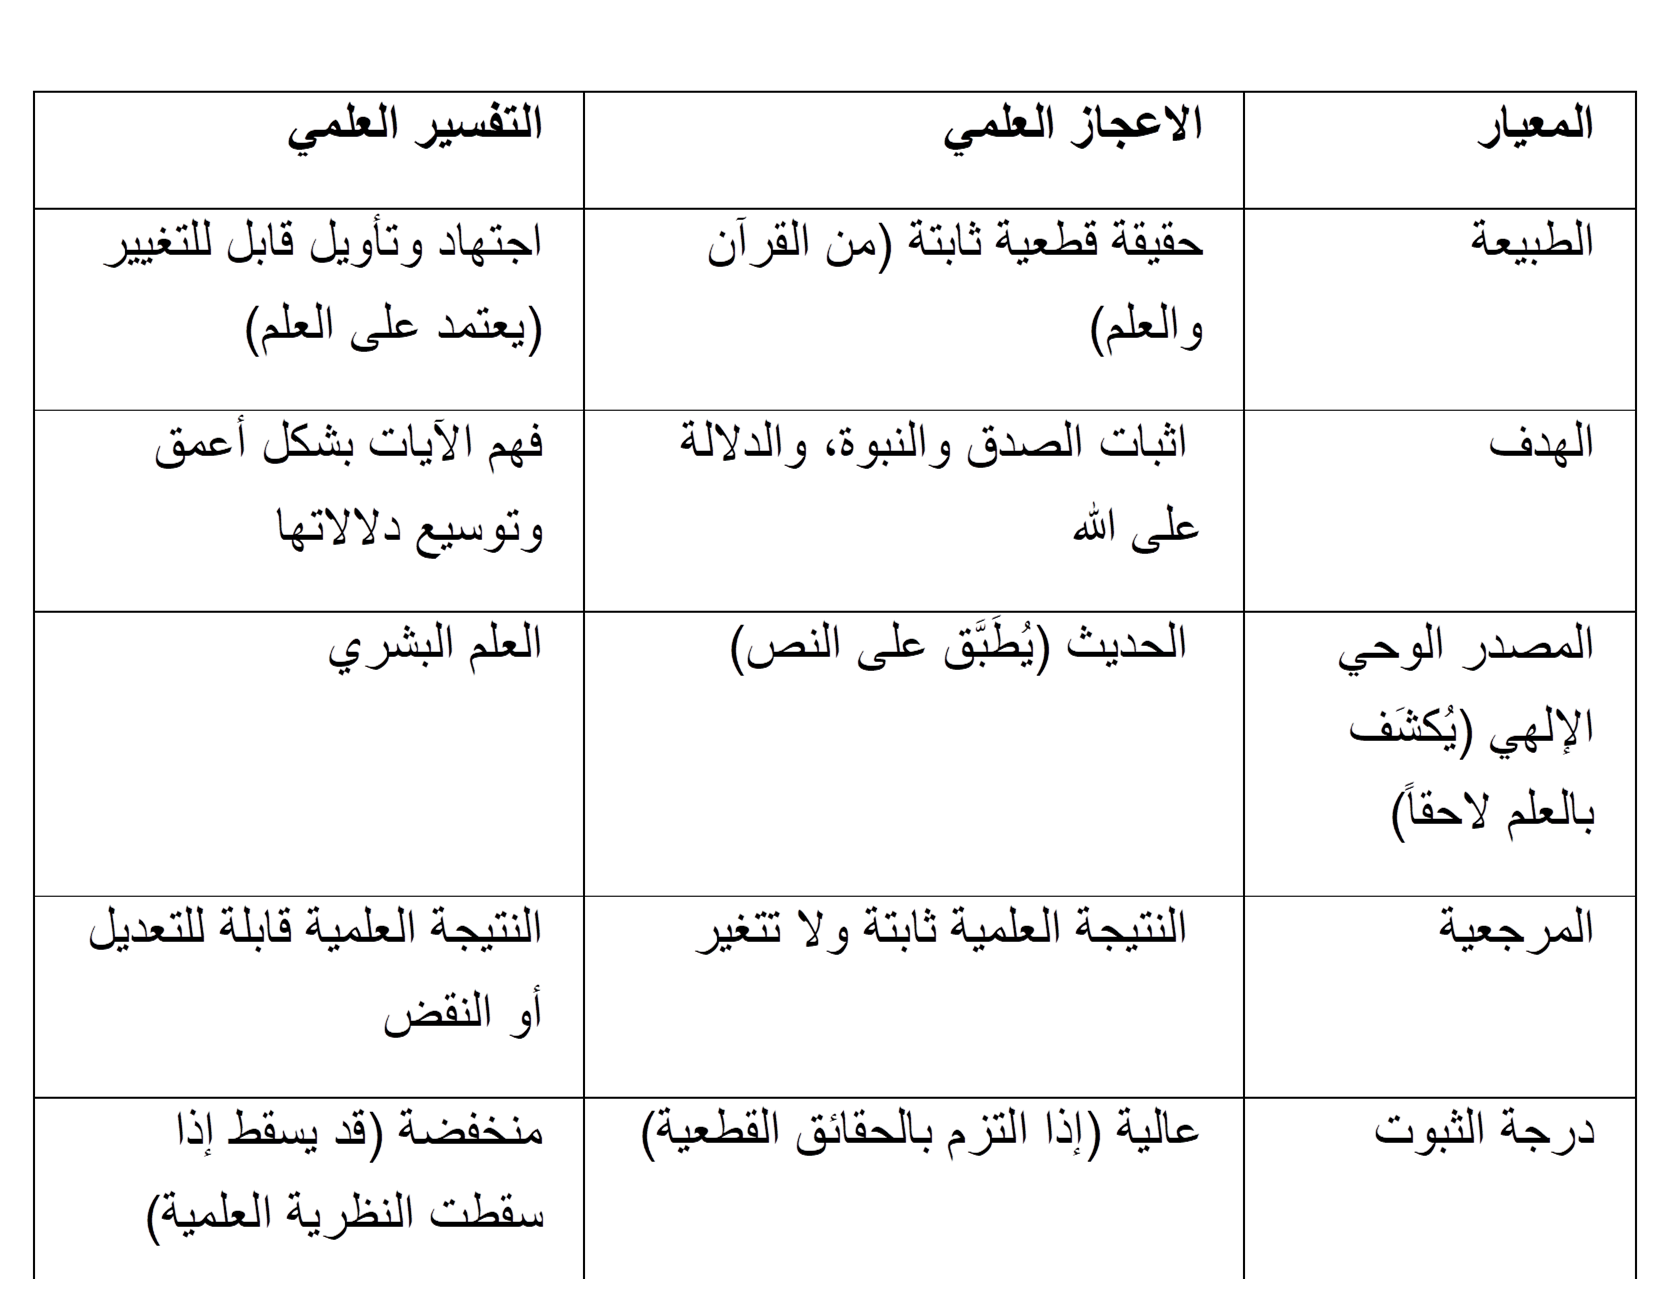 المعيار
الاعجاز العلمي
التفسير العلمي
الطبيعة
حقيقة قطعية ثابتة (من القرآن
والعلم)
اجتهاد وتأويل قابل للتغيير
(يعتمد على العلم)
الهدف
اثبات الصدق والنبوة، والدلالة
على الله
فهم الآيات بشكل أعمق
وتوسيع دلالاتها
المصدر الوحي
الإلهي (يُكشَف
بالعلم لاحقاً)
الحديث (يُطَبَّق على النص)
العلم البشري
المرجعية
النتيجة العلمية ثابتة ولا تتغير
النتيجة العلمية قابلة للتعديل
أو النقض
درجة الثبوت
عالية (إذا التزم بالحقائق القطعية)
منخفضة (قد يسقط إذا
سقطت النظرية العلمية)